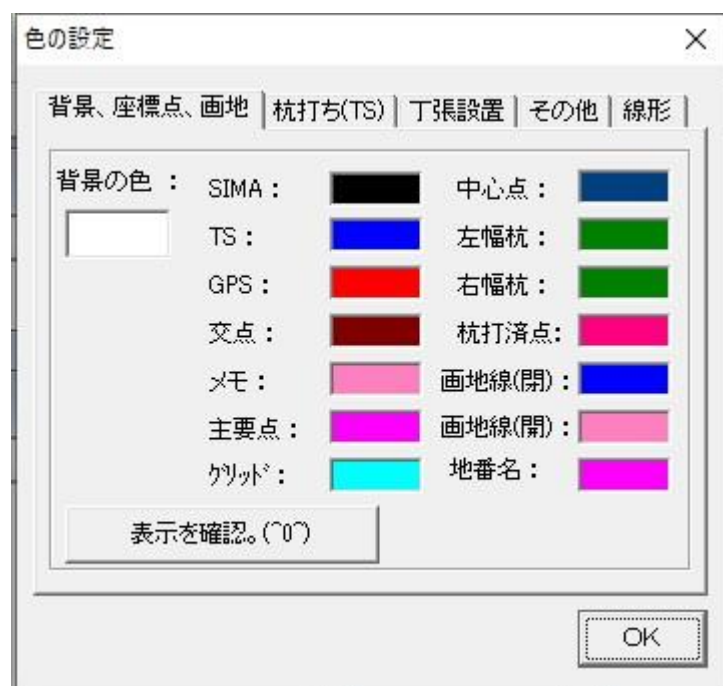 色の設定
背景、座標点、画地 杭打ち(TS) 丁張設置 その他 線形
背景の色 :
SIMA : 中心点 :
TS : 左幅杭 :
GPS : 右幅杭 :
交点 : 杭打済点:
メモ : 画地線(閉) :
主要点 : 画地線(開) :
グリッド : 地番名 :
表示を確認。(^0^)
OK